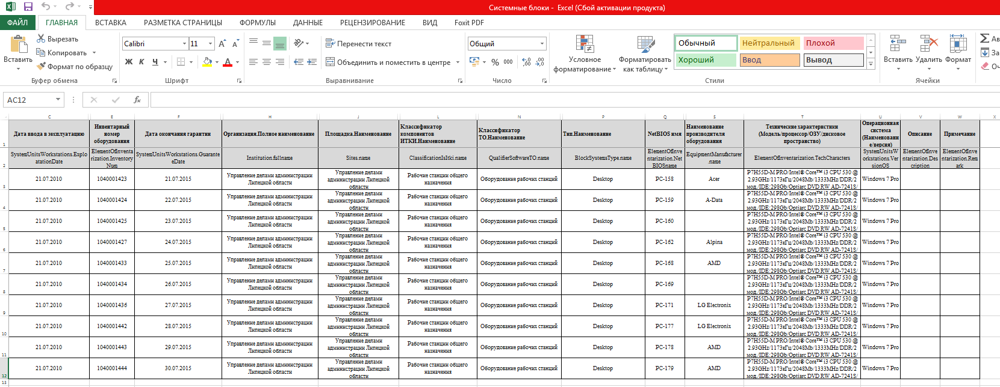 Системные блоки - Excel (Сбой активации продукта)
ФАЙЛ ГЛАВНАЯ ВСТАВКА РАЗМЕТКА СТРАНИЦЫ ФОРМУЛЫ ДАННЫЕ РЕЦЕНЗИРОВАНИЕ ВИД Foxit PDF
Вставить
Вырезать
Копировать
Формат по образцу
Буфер обмена
Calibri 11
Ж К Ч
Шрифт
Перенести текст
Объединить и поместить в центре
Выравнивание
Общий
% 000
Число
Условное форматирование
Форматировать как таблицу
Обычный Нейтральный Плохой
Хороший Ввод Вывод
Стили
Вставить Удалить Формат
Ячейки
AC12
C E F H J L N P Q S T U V W X
1 Дата ввода в эксплуатацию Инвентарный номер оборудования Дата окончания гарантии Организация.Полное наименование Площадка.Наименование Классификатор компонентов ИТКИ.Наименование Классификатор ТО.Наименование Тип.Наименование NetBIOS имя Наименование производителя оборудования Технические характеристики (Модель/процессор/ОЗУ/дисковое пространство) Операционная система (Наименование/версия) Описание Примечание
2 SystemUnitsWorkstations.ExploatationDate ElementOfInventarization.InventoryNum SystemUnitsWorkstations.GuaranteeDate Institution.fullname Sites.name ClassificationIsItki.name QualifierSoftwareTO.name BlockSystemsType.name ElementOfInventarization.NetBIOSname EquipmentManufacturer.name ElementOfInventarization.TechCharacters SystemUnitsWorkstations.VersionOS ElementOfInventarization.Description ElementOfInventarization.Remark
3 21.07.2010 1040001423 21.07.2015 Управление делами администрации Липецкой области Управление делами администрации Липецкой области Рабочие станции общего назначения Оборудование рабочих станций Desktop PC-158 Acer P7H55D-M PRO/Intel® Core™ i3 CPU 530 @ 2.93GHz/1173кГц/2048Mb/1333MHz/DDR/2 мод./IDE:298Gb/Optiarc DVD RW AD-7241S/ Windows 7 Pro
4 21.07.2010 1040001424 22.07.2015 Управление делами администрации Липецкой области Управление делами администрации Липецкой области Рабочие станции общего назначения Оборудование рабочих станций Desktop PC-159 A-Data P7H55D-M PRO/Intel® Core™ i3 CPU 530 @ 2.93GHz/1173кГц/2048Mb/1333MHz/DDR/2 мод./IDE:298Gb/Optiarc DVD RW AD-7241S/ Windows 7 Pro
5 21.07.2010 1040001425 23.07.2015 Управление делами администрации Липецкой области Управление делами администрации Липецкой области Рабочие станции общего назначения Оборудование рабочих станций Desktop PC-160 P7H55D-M PRO/Intel® Core™ i3 CPU 530 @ 2.93GHz/1173кГц/2048Mb/1333MHz/DDR/2 мод./IDE:298Gb/Optiarc DVD RW AD-7241S/ Windows 7 Pro
6 21.07.2010 1040001427 24.07.2015 Управление делами администрации Липецкой области Управление делами администрации Липецкой области Рабочие станции общего назначения Оборудование рабочих станций Desktop PC-162 Alpina P7H55D-M PRO/Intel® Core™ i3 CPU 530 @ 2.93GHz/1173кГц/2048Mb/1333MHz/DDR/2 мод./IDE:298Gb/Optiarc DVD RW AD-7241S/ Windows 7 Pro
7 21.07.2010 1040001433 25.07.2015 Управление делами администрации Липецкой области Управление делами администрации Липецкой области Рабочие станции общего назначения Оборудование рабочих станций Desktop PC-168 AMD P7H55D-M PRO/Intel® Core™ i3 CPU 530 @ 2.93GHz/1173кГц/2048Mb/1333MHz/DDR/2 мод./IDE:298Gb/Optiarc DVD RW AD-7241S/ Windows 7 Pro
8 21.07.2010 1040001434 26.07.2015 Управление делами администрации Липецкой области Управление делами администрации Липецкой области Рабочие станции общего назначения Оборудование рабочих станций Desktop PC-169 P7H55D-M PRO/Intel® Core™ i3 CPU 530 @ 2.93GHz/1173кГц/2048Mb/1333MHz/DDR/2 мод./IDE:298Gb/Optiarc DVD RW AD-7241S/ Windows 7 Pro
9 21.07.2010 1040001436 27.07.2015 Управление делами администрации Липецкой области Управление делами администрации Липецкой области Рабочие станции общего назначения Оборудование рабочих станций Desktop PC-171 LG Electronix P7H55D-M PRO/Intel® Core™ i3 CPU 530 @ 2.93GHz/1173кГц/2048Mb/1333MHz/DDR/2 мод./IDE:298Gb/Optiarc DVD RW AD-7241S/ Windows 7 Pro
10 21.07.2010 1040001442 28.07.2015 Управление делами администрации Липецкой области Управление делами администрации Липецкой области Рабочие станции общего назначения Оборудование рабочих станций Desktop PC-177 LG Electronix P7H55D-M PRO/Intel® Core™ i3 CPU 530 @ 2.93GHz/1173кГц/2048Mb/1333MHz/DDR/2 мод./IDE:298Gb/Optiarc DVD RW AD-7241S/ Windows 7 Pro
11 21.07.2010 1040001443 29.07.2015 Управление делами администрации Липецкой области Управление делами администрации Липецкой области Рабочие станции общего назначения Оборудование рабочих станций Desktop PC-178 AMD P7H55D-M PRO/Intel® Core™ i3 CPU 530 @ 2.93GHz/1173кГц/2048Mb/1333MHz/DDR/2 мод./IDE:298Gb/Optiarc DVD RW AD-7241S/ Windows 7 Pro
12 21.07.2010 1040001444 30.07.2015 Управление делами администрации Липецкой области Управление делами администрации Липецкой области Рабочие станции общего назначения Оборудование рабочих станций Desktop PC-179 AMD P7H55D-M PRO/Intel® Core™ i3 CPU 530 @ 2.93GHz/1173кГц/2048Mb/1333MHz/DDR/2 мод./IDE:298Gb/Optiarc DVD RW AD-7241S/ Windows 7 Pro
13